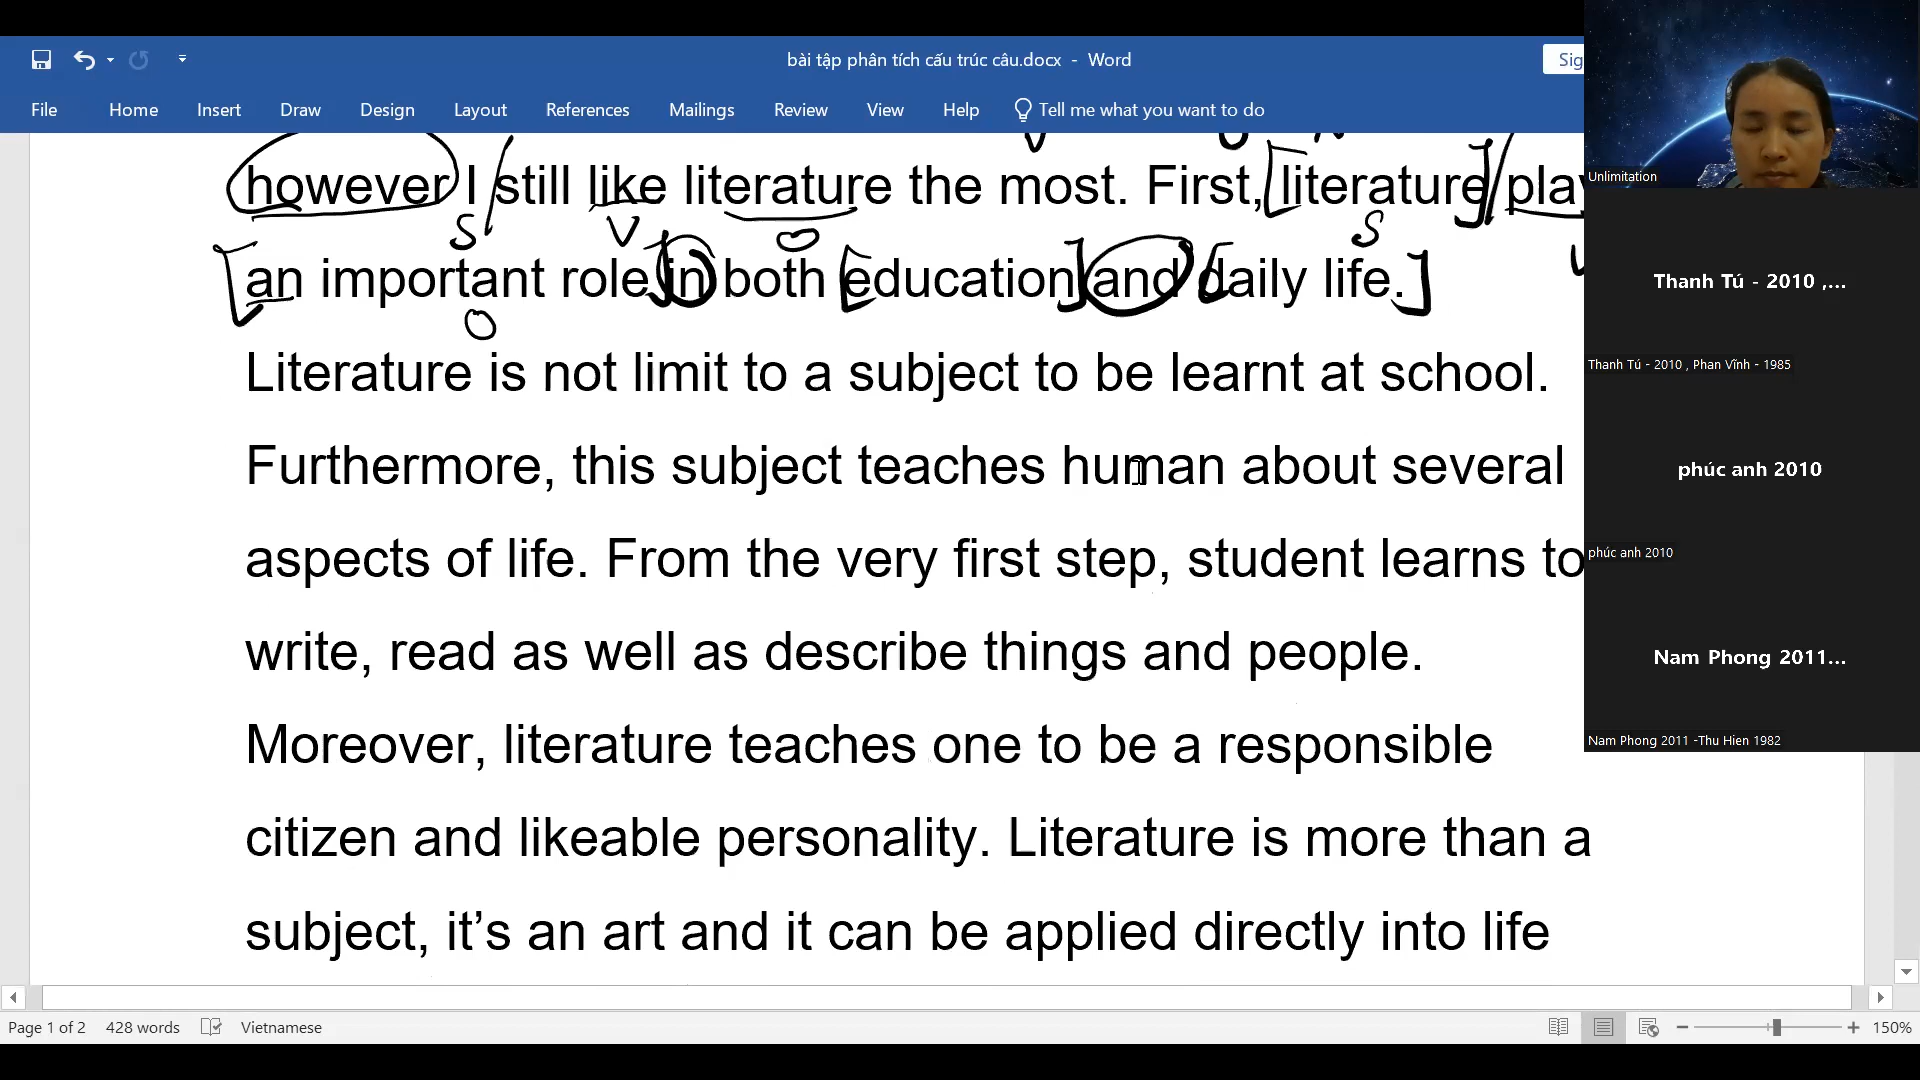 bài tập phân tích cấu trúc câu.docx - Word
Sig
File Home Insert Draw Design Layout References Mailings Review View Help Tell me what you want to do
however I still like literature the most. First, literature play
S V O S
an important role in both education and daily life.
O
Literature is not limit to a subject to be learnt at school.
Furthermore, this subject teaches human about several
aspects of life. From the very first step, student learns to
write, read as well as describe things and people.
Moreover, literature teaches one to be a responsible
citizen and likeable personality. Literature is more than a
subject, it’s an art and it can be applied directly into life
Unlimitation
Thanh Tú - 2010 ,...
Thanh Tú - 2010 , Phan Vĩnh - 1985
phúc anh 2010
phúc anh 2010
Nam Phong 2011...
Nam Phong 2011 -Thu Hien 1982
Page 1 of 2 428 words Vietnamese 150%